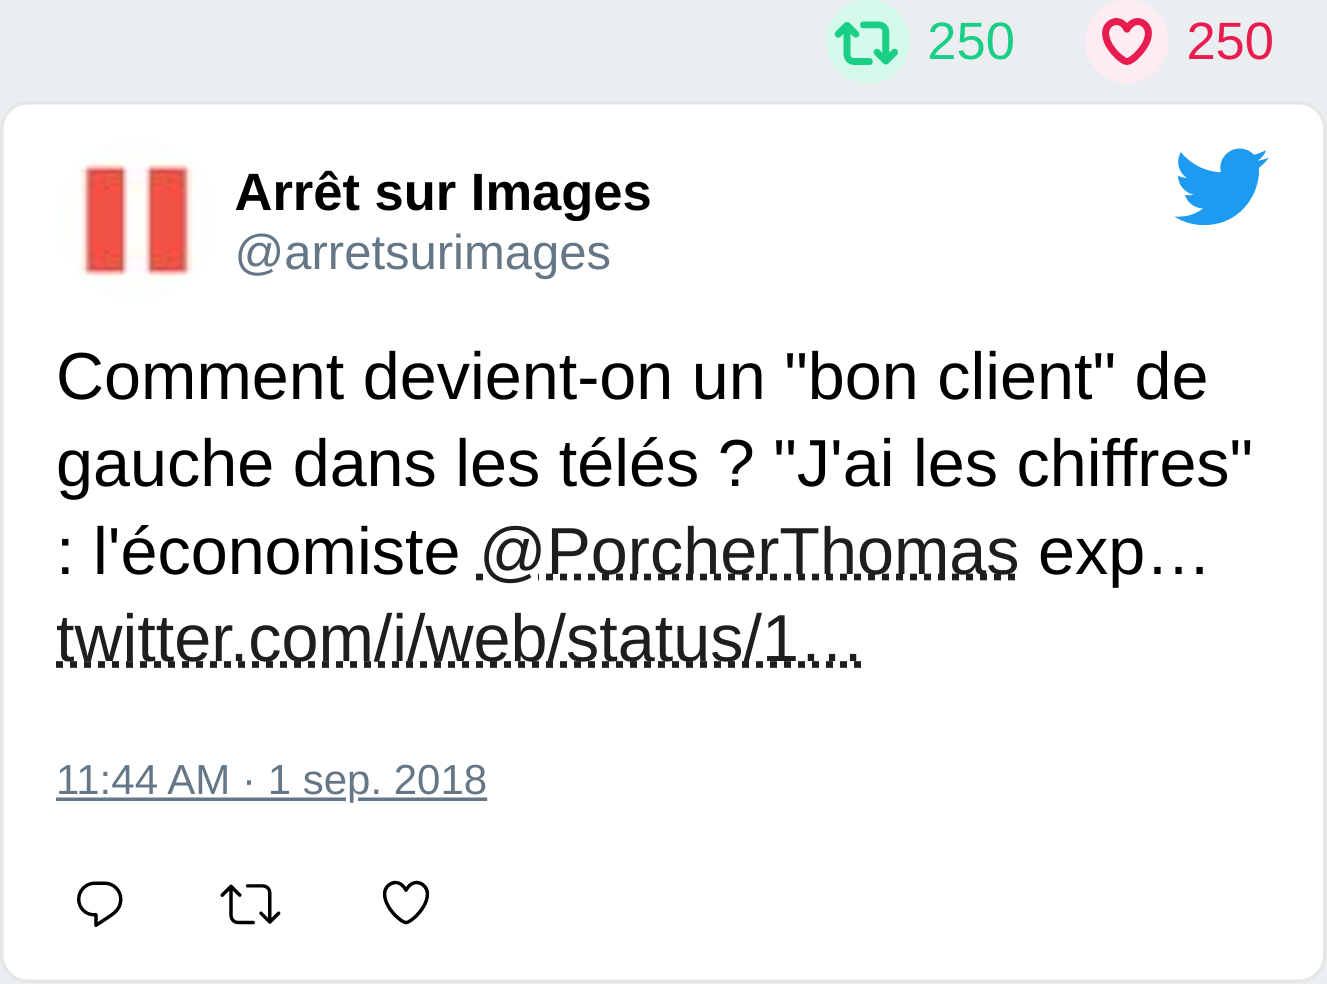 250 250
Arrêt sur Images
@arretsurimages
Comment devient-on un "bon client" de
gauche dans les télés ? "J'ai les chiffres"
: l'économiste @PorcherThomas exp…
twitter.com/i/web/status/1…
11:44 AM · 1 sep. 2018